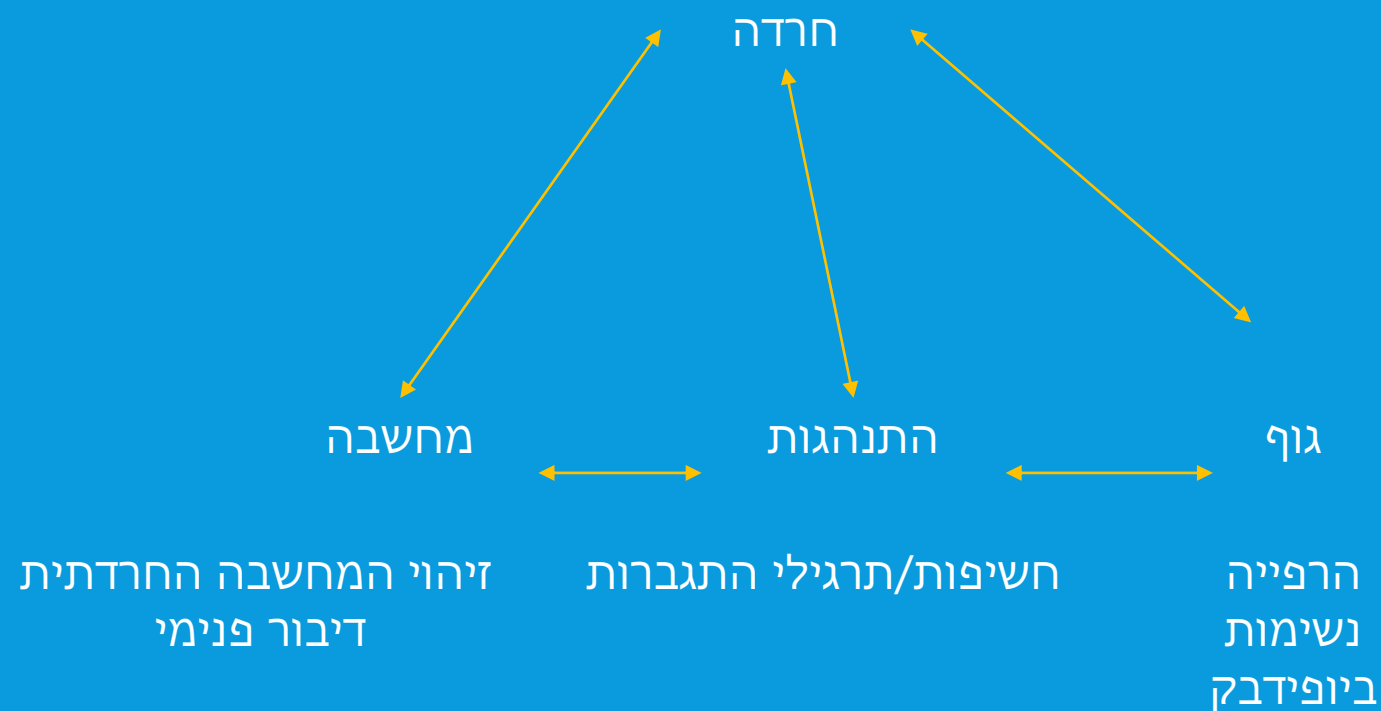 חרדה
גוף
התנהגות
מחשבה
הרפייה
נשימות
ביופידבק
חשיפות/תרגילי התגברות
זיהוי המחשבה החרדתית
דיבור פנימי